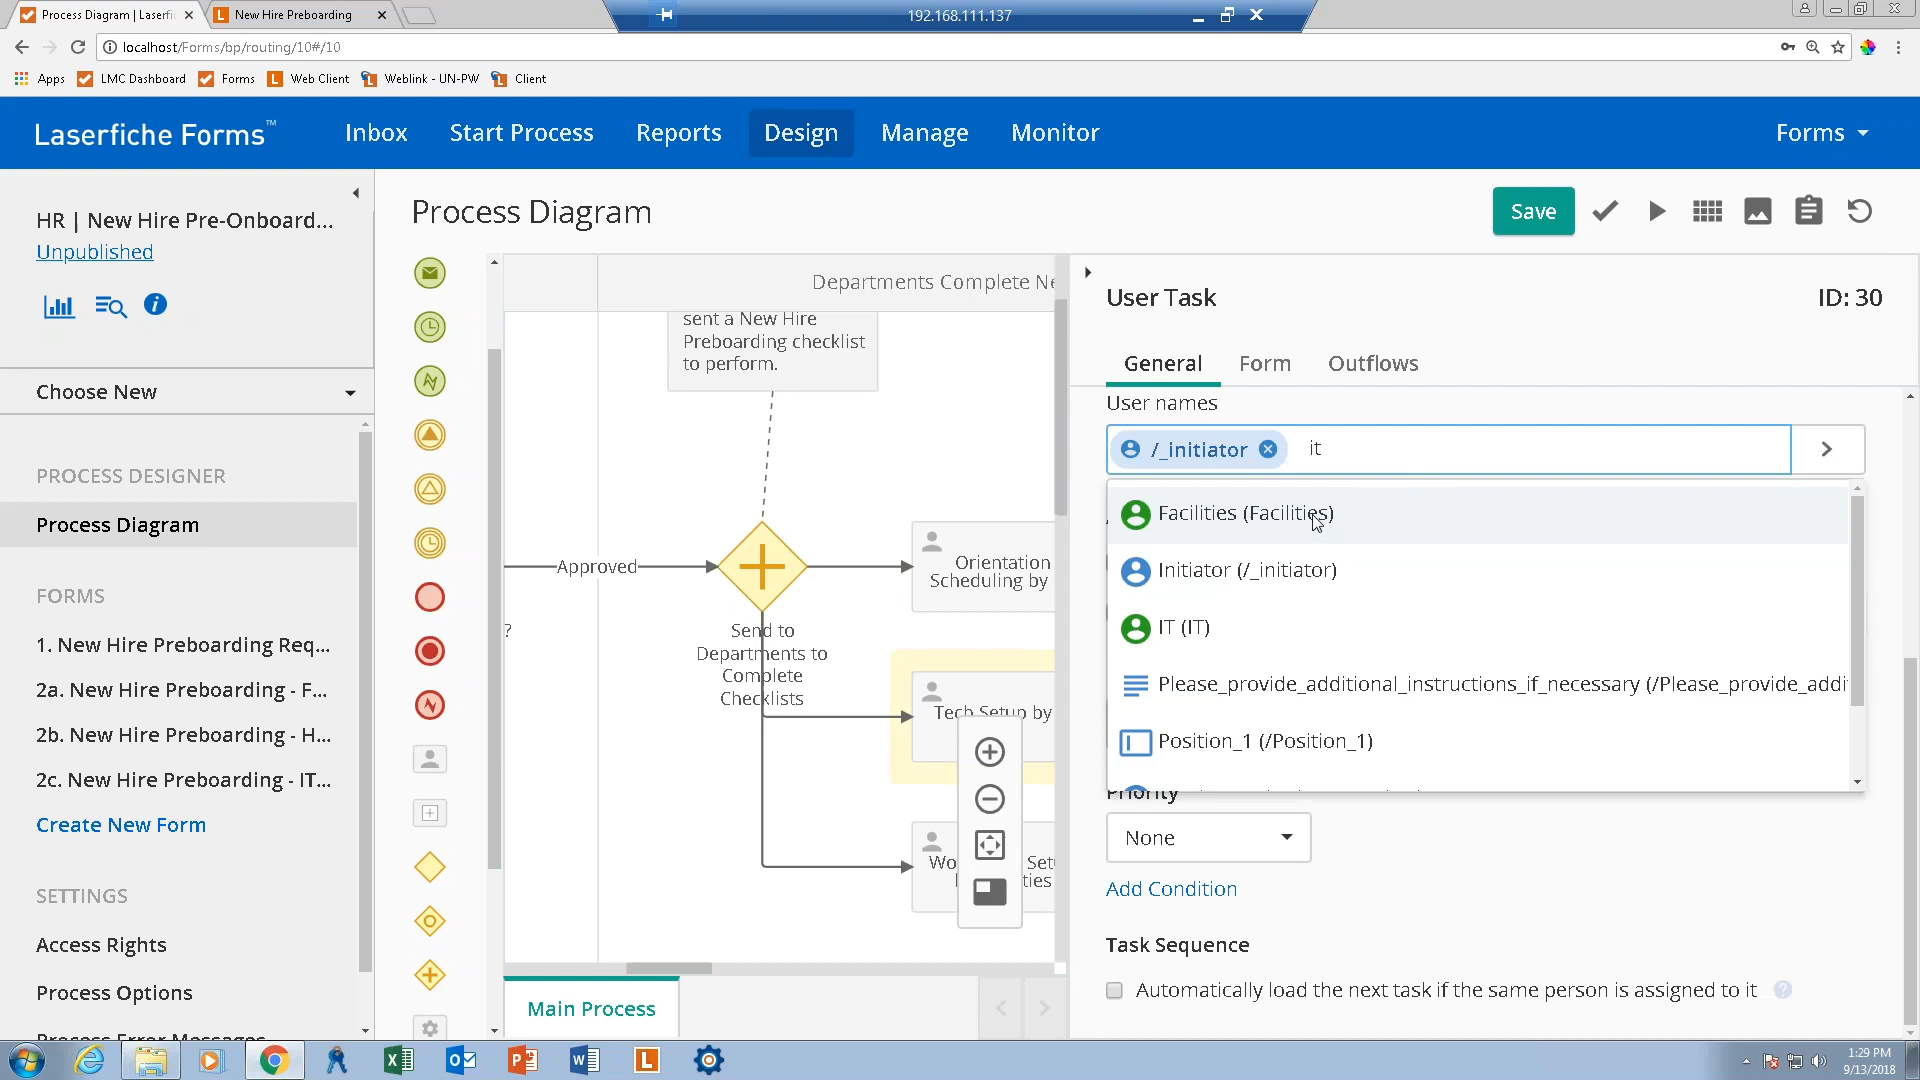 Process Diagram | Laserfic
New Hire Preboarding
192.168.111.137
localhost/Forms/bp/routing/10#/10
Apps
LMC Dashboard
Forms
Web Client
Weblink - UN-PW
Client
Laserfiche Forms™
Inbox
Start Process
Reports
Design
Manage
Monitor
Forms
HR | New Hire Pre-Onboard...
Unpublished
Choose New
PROCESS DESIGNER
Process Diagram
FORMS
1. New Hire Preboarding Req...
2a. New Hire Preboarding - F...
2b. New Hire Preboarding - H...
2c. New Hire Preboarding - IT...
Create New Form
SETTINGS
Access Rights
Process Options
Process Error Messages
Process Diagram
Save
Departments Complete Ne
sent a New Hire
Preboarding checklist
to perform.
Approved
?
Send to
Departments to
Complete
Checklists
Orientation
Scheduling by
Tech Setup by
Wo
Setu
ties
Main Process
User Task
ID: 30
General
Form
Outflows
User names
/_initiator
it
Facilities (Facilities)
Initiator (/_initiator)
IT (IT)
Please_provide_additional_instructions_if_necessary (/Please_provide_addi
Position_1 (/Position_1)
Priority
None
Add Condition
Task Sequence
Automatically load the next task if the same person is assigned to it
1:29 PM
9/13/2018